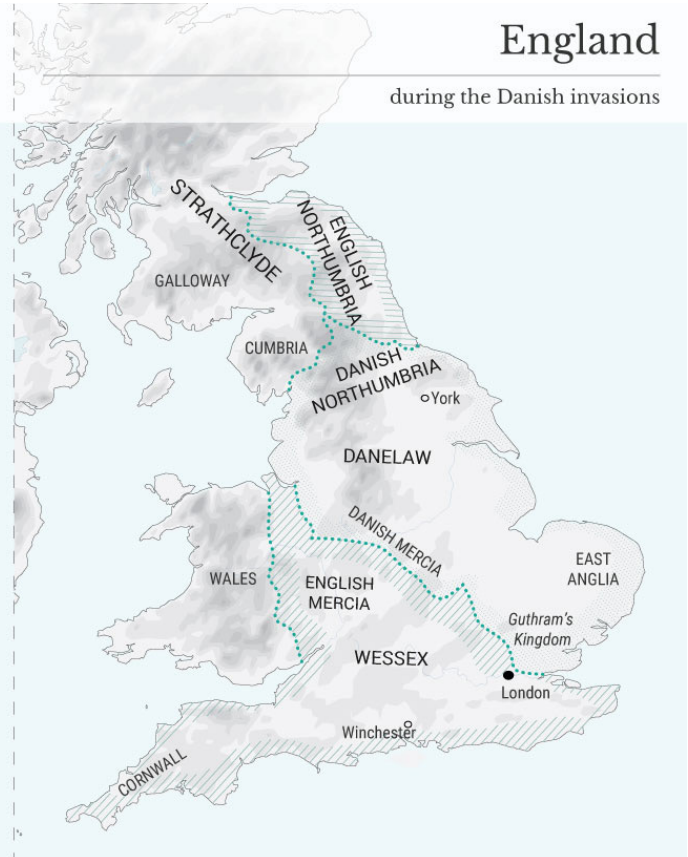 England
during the Danish invasions
STRATHCLYDE
ENGLISH
NORTHUMBRIA
GALLOWAY
CUMBRIA
DANISH
NORTHUMBRIA
York
DANELAW
DANISH MERCIA
EAST
ANGLIA
WALES
ENGLISH
MERCIA
Guthram's
Kingdom
WESSEX
London
Winchester
CORNWALL